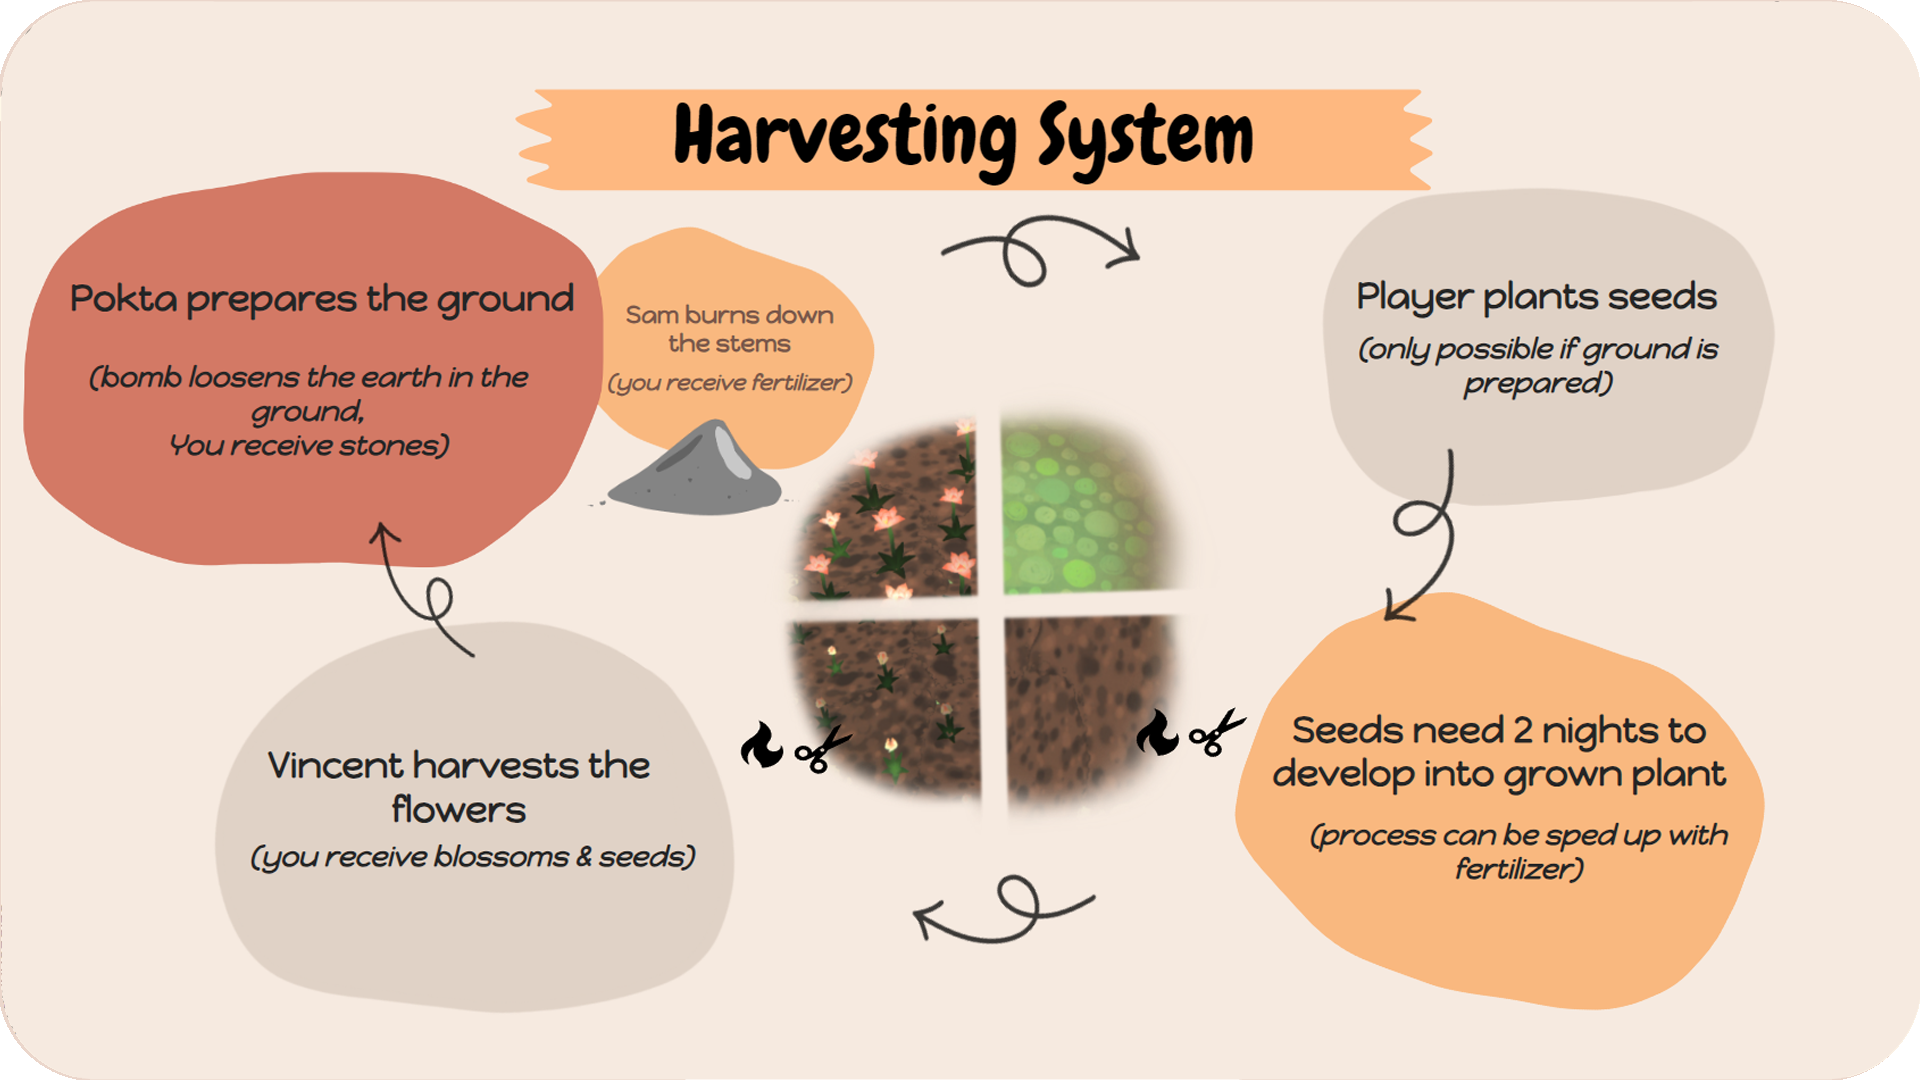 Harvesting System
Pokta prepares the ground
(bomb loosens the earth in the
ground,
You receive stones)
Sam burns down
the stems
(you receive fertilizer)
Player plants seeds
(only possible if ground is
prepared)
Seeds need 2 nights to
develop into grown plant
(process can be sped up with
fertilizer)
Vincent harvests the
flowers
(you receive blossoms & seeds)